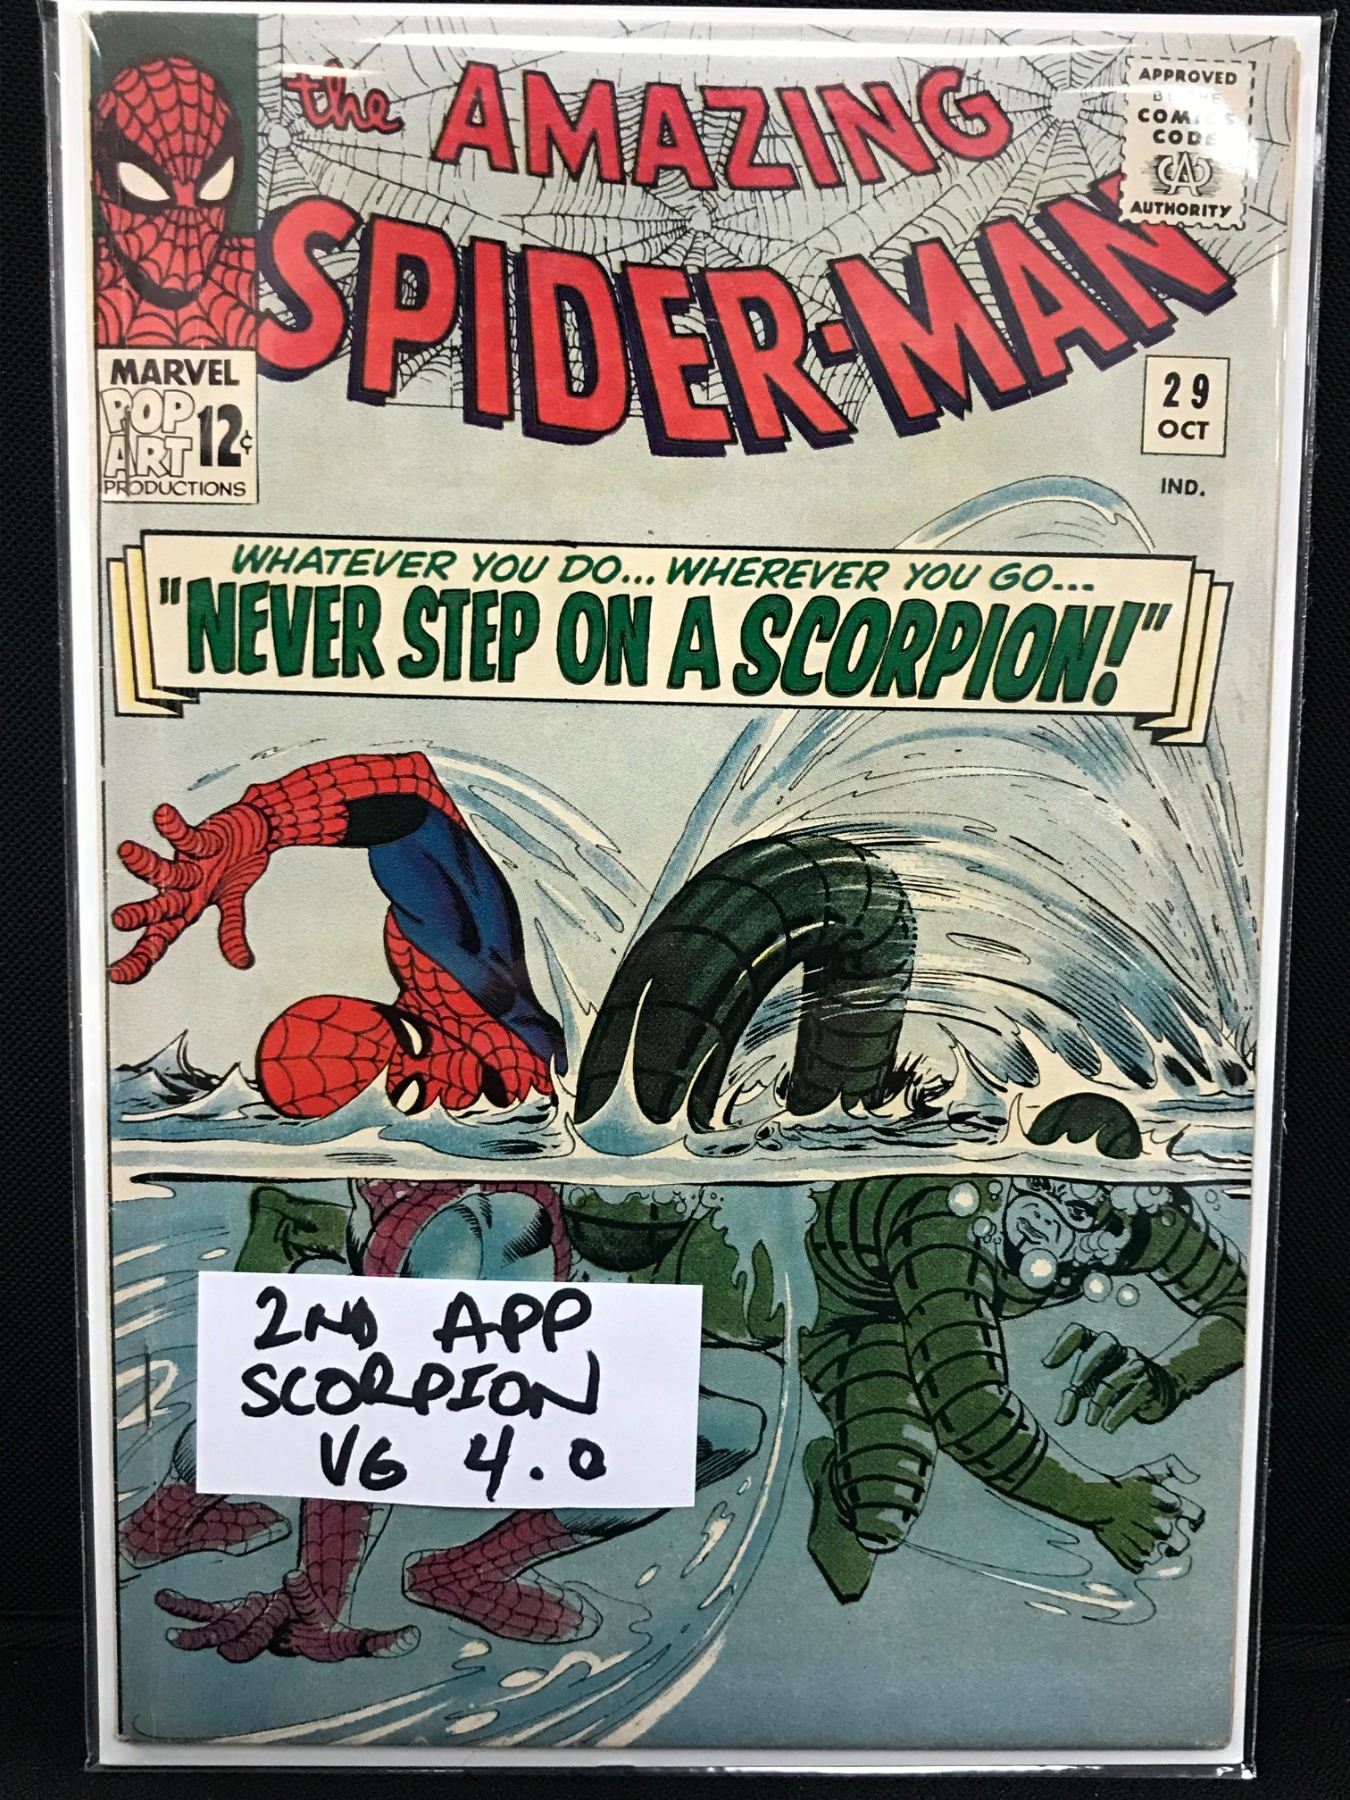 the AMAZING
SPIDER-MAN
APPROVED
BY THE
COMICS
CODE
CA
AUTHORITY
MARVEL
POP
ART
12¢
PRODUCTIONS
29
OCT
IND.
WHATEVER YOU DO... WHEREVER YOU GO...
"NEVER STEP ON A SCORPION!"
2ND APP
SCORPION
VG 4.0